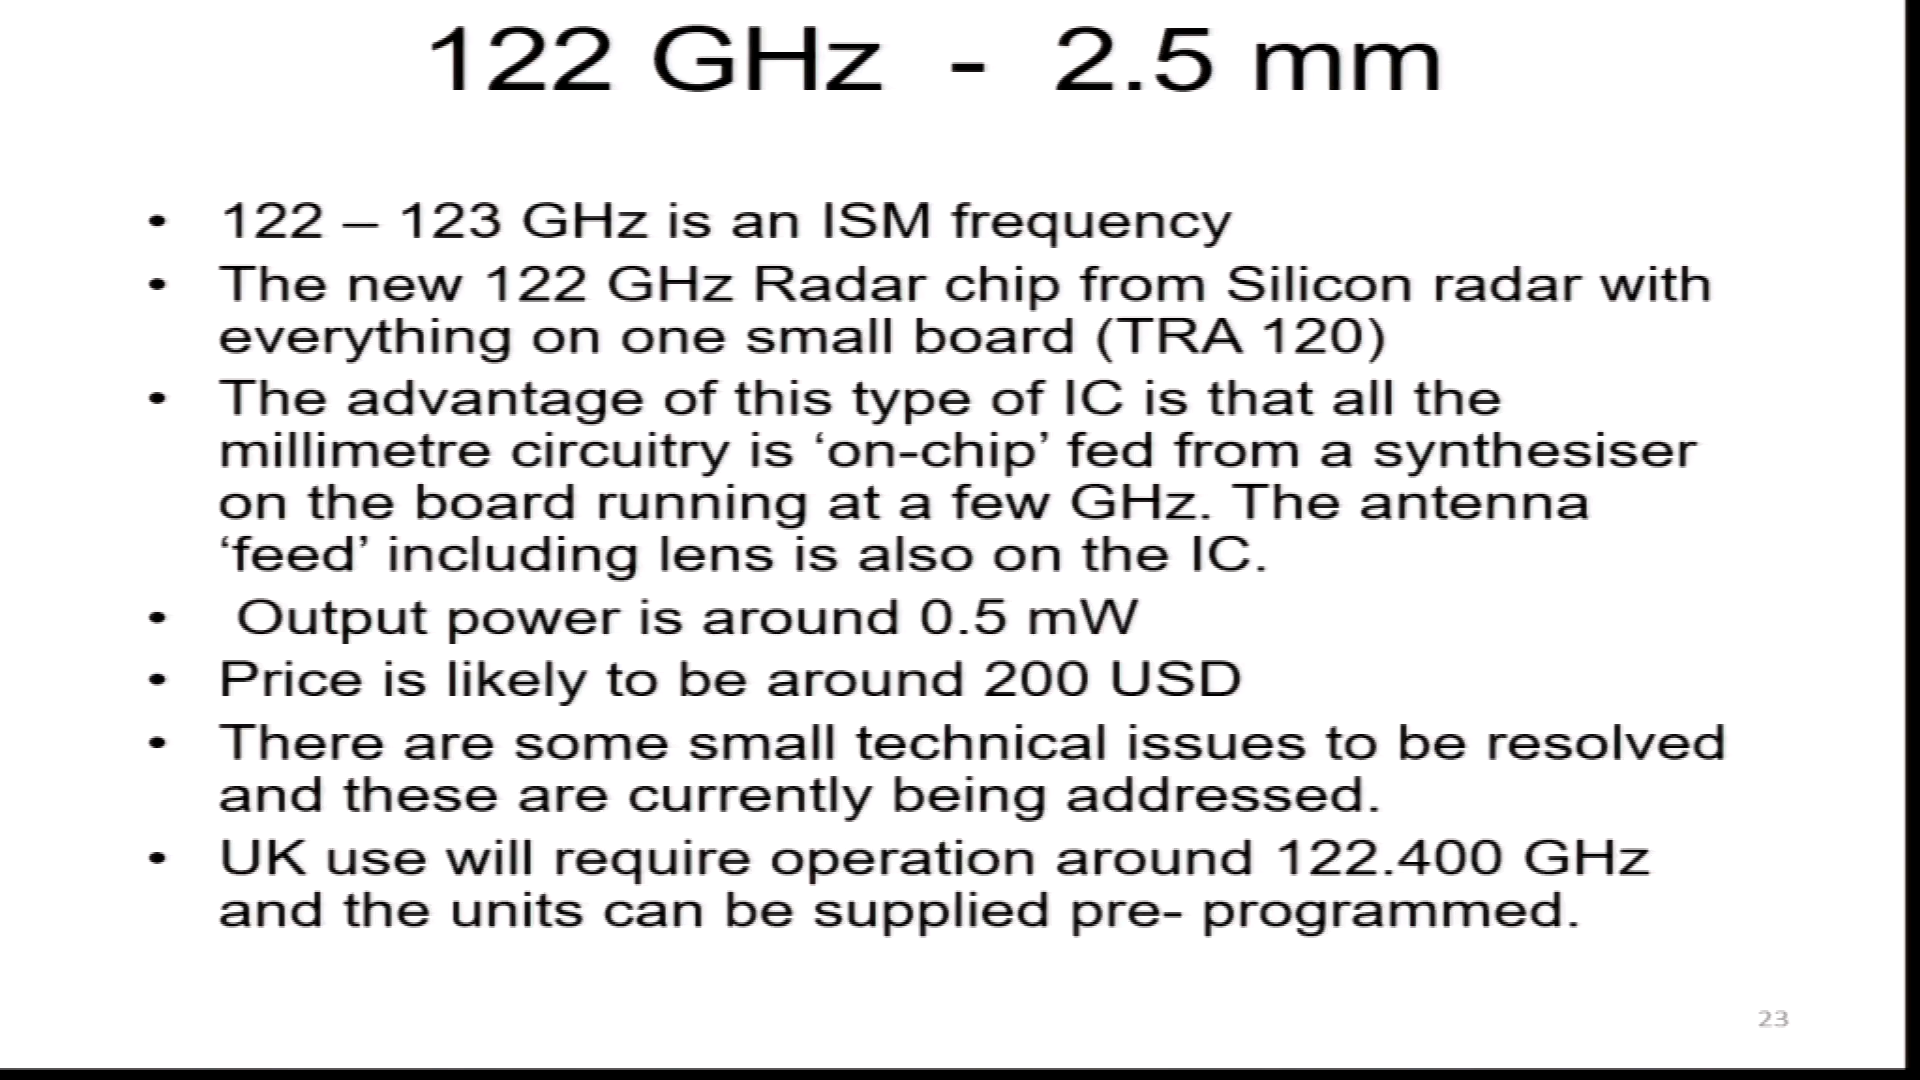 122 GHz - 2.5 mm
• 122 – 123 GHz is an ISM frequency
• The new 122 GHz Radar chip from Silicon radar with
everything on one small board (TRA 120)
• The advantage of this type of IC is that all the
millimetre circuitry is ‘on-chip’ fed from a synthesiser
on the board running at a few GHz. The antenna
‘feed’ including lens is also on the IC.
• Output power is around 0.5 mW
• Price is likely to be around 200 USD
• There are some small technical issues to be resolved
and these are currently being addressed.
• UK use will require operation around 122.400 GHz
and the units can be supplied pre- programmed.
23